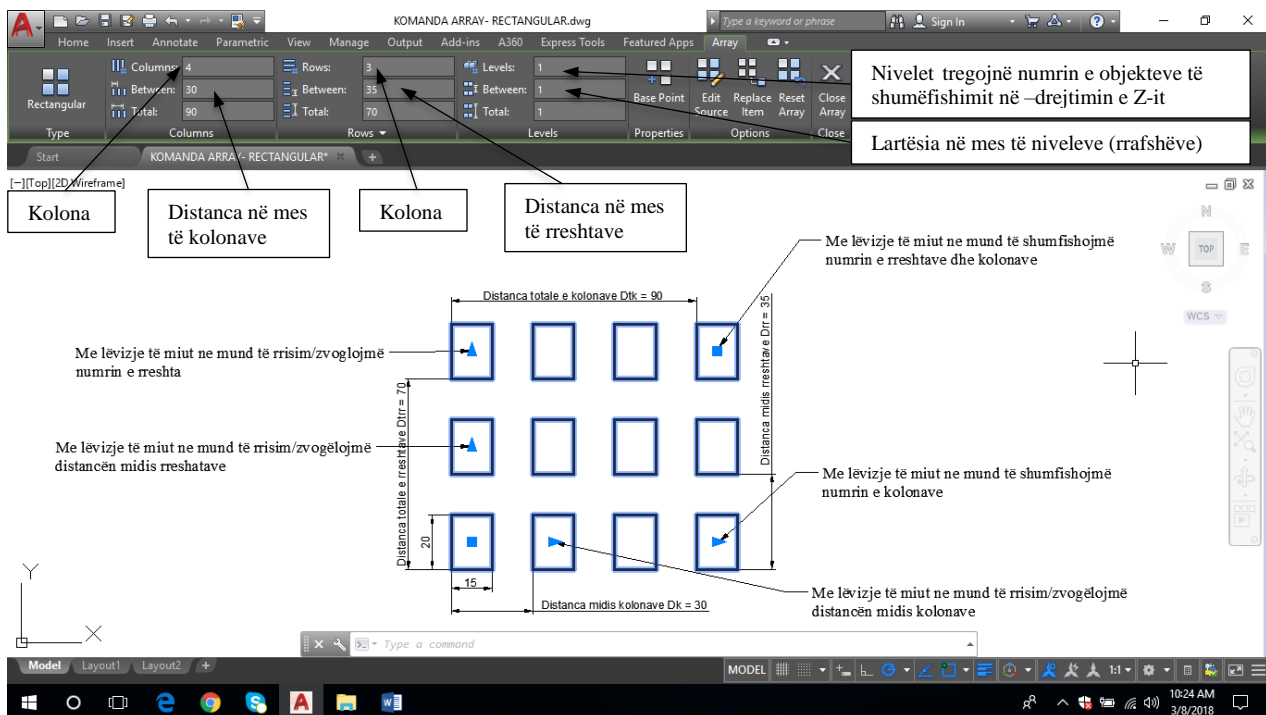 KOMANDA ARRAY- RECTANGULAR.dwg
Type a keyword or phrase
Sign In
Home Insert Annotate Parametric View Manage Output Add-ins A360 Express Tools Featured Apps Array
Columns: 4
Between: 30
Total: 90
Rows: 3
Between: 35
Total: 70
Levels: 1
Between: 1
Total: 1
Rectangular
Base Point
Edit Source
Replace Item
Reset Array
Close Array
Type Columns Rows Levels Properties Options Close
Nivelet tregojnë numrin e objekteve të
shumëfishimit në –drejtimin e Z-it
Lartësia në mes të niveleve (rrafshëve)
Start KOMANDA ARRAY- RECTANGULAR*
[−][Top][2D Wireframe]
Kolona
Distanca në mes
të kolonave
Kolona
Distanca në mes
të rreshtave
N
W TOP E
S
WCS
Me lëvizje të miut ne mund të shumfishojmë
numrin e rreshtave dhe kolonave
Distanca totale e kolonave Dtk = 90
Distanca midis rreshtave Drr = 35
Me lëvizje të miut ne mund të rrisim/zvoglojmë
numrin e rreshta
Distanca totale e rreshtave Dtrr = 70
Me lëvizje të miut ne mund të rrisim/zvogëlojmë
distancën midis rreshatave
Me lëvizje të miut ne mund të shumfishojmë
numrin e kolonave
20
15
Distanca midis kolonave Dk = 30
Me lëvizje të miut ne mund të rrisim/zvogëlojmë
distancën midis kolonave
Y
X
Type a command
Model Layout1 Layout2 +
MODEL
1:1
10:24 AM
3/8/2018